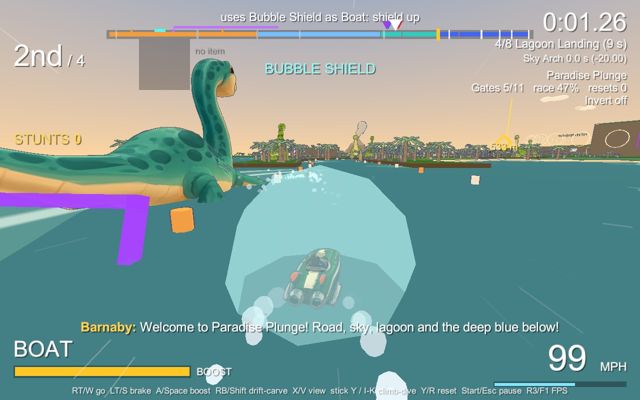 uses Bubble Shield as Boat: shield up
0:01.26
2nd / 4
no item
4/8 Lagoon Landing (9 s)
Sky Arch 0.0 s (-20.00)
BUBBLE SHIELD
Paradise Plunge
Gates 5/11 race 47% resets 0
Invert off
STUNTS 0
Barnaby: Welcome to Paradise Plunge! Road, sky, lagoon and the deep blue below!
BOAT
99 MPH
BOOST
RT/W go LT/S brake A/Space boost RB/Shift drift-carve X/V view stick Y / I-K climb-dive Y/R reset Start/Esc pause R3/F1 FPS